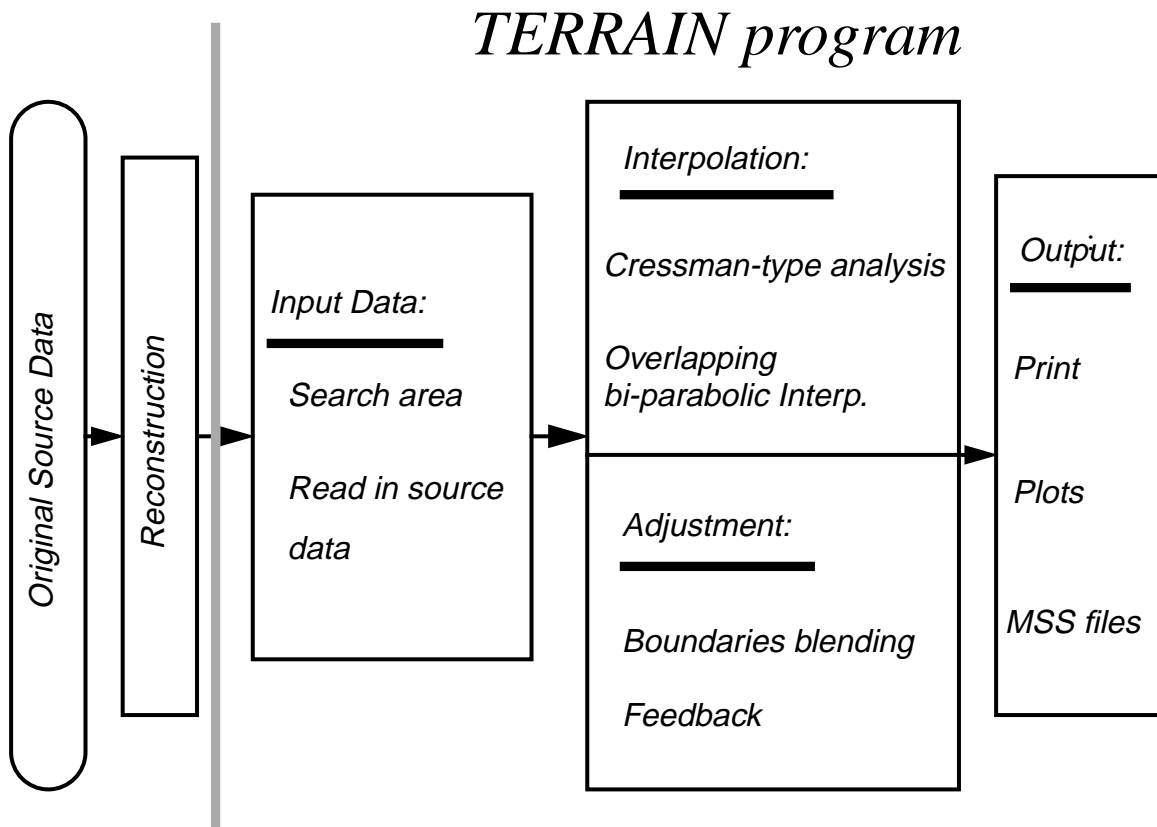 TERRAIN program
Original Source Data
Reconstruction
Input Data:
Search area
Read in source
data
Interpolation:
Cressman-type analysis
Overlapping
bi-parabolic Interp.
Adjustment:
Boundaries blending
Feedback
Output:
Print
Plots
MSS files